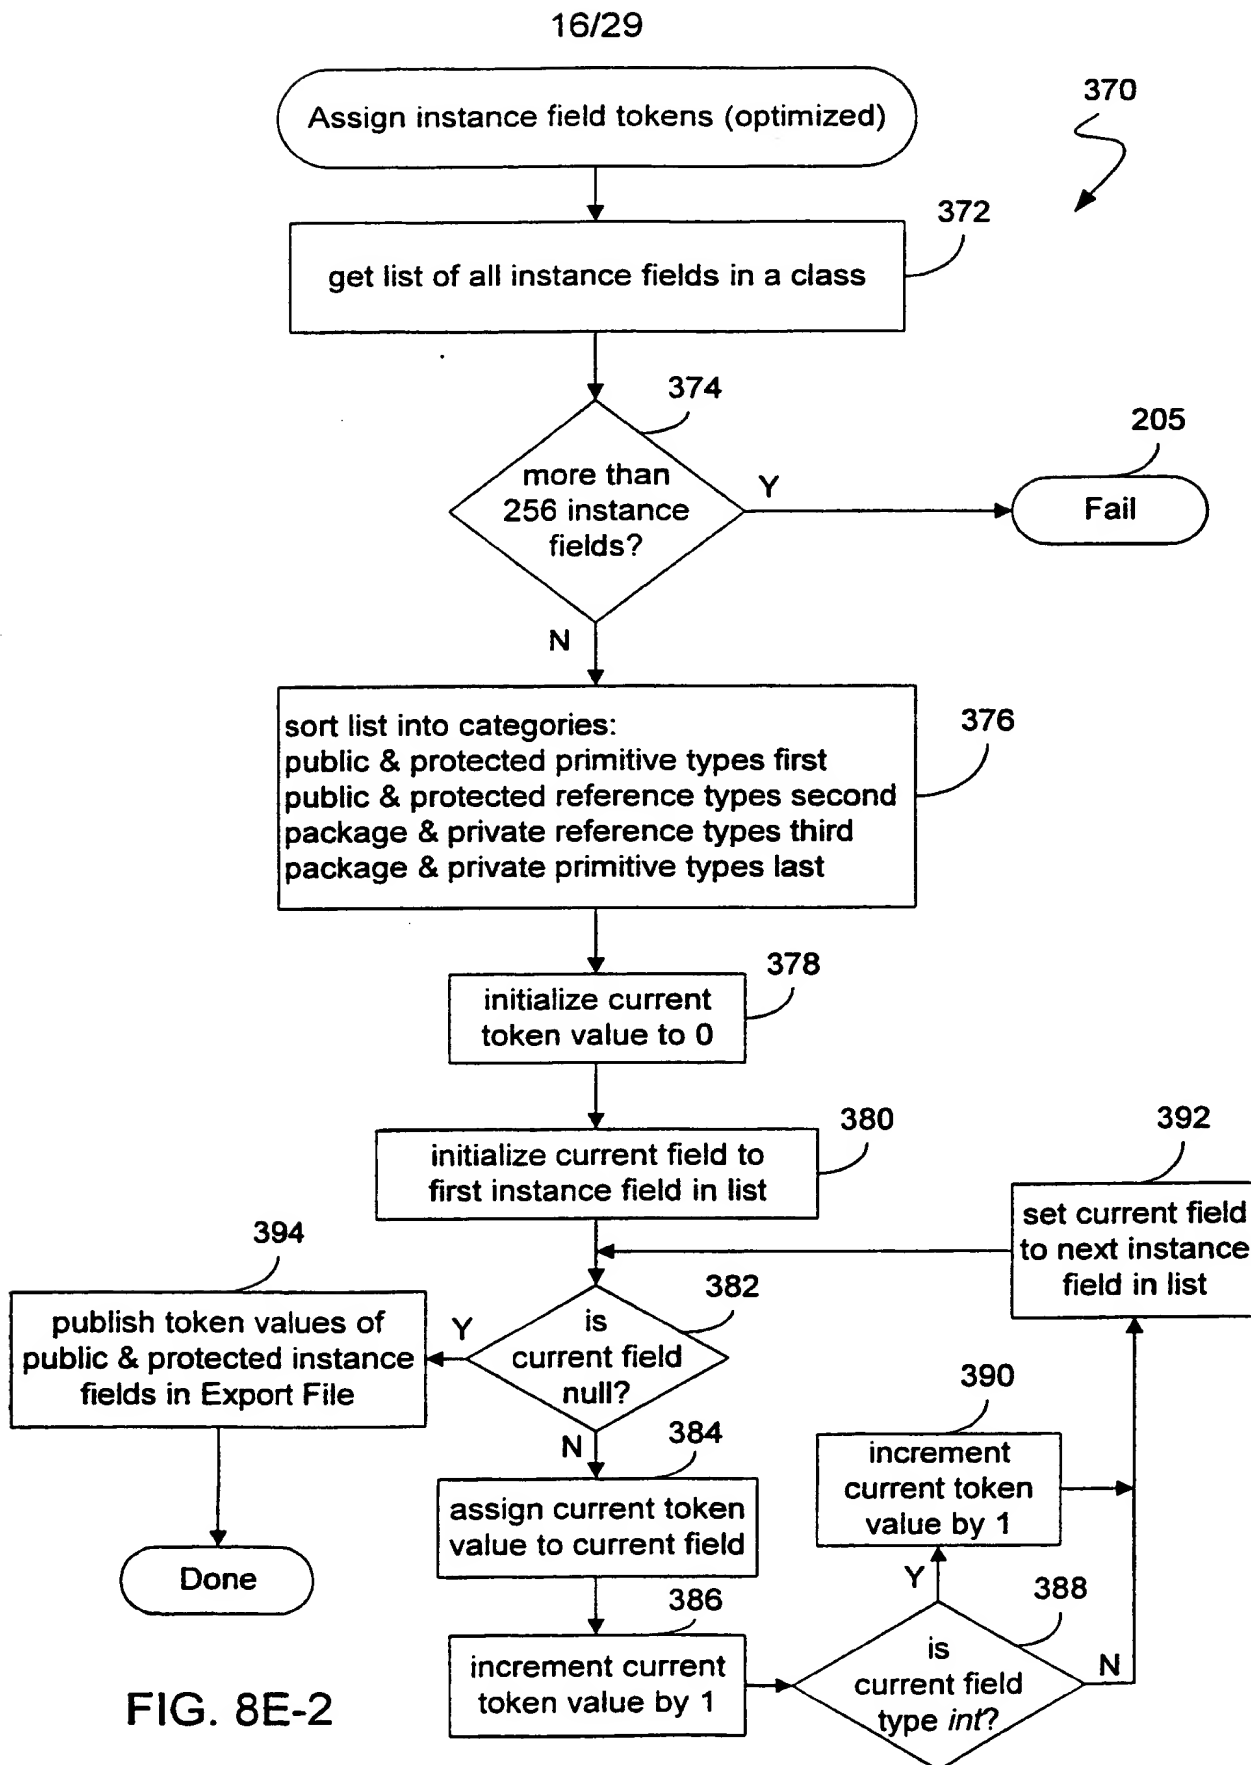 16/29
Assign instance field tokens (optimized)
370
372
get list of all instance fields in a class
374
more than
256 instance
fields?
Y
205
Fail
N
376
sort list into categories:
public & protected primitive types first
public & protected reference types second
package & private reference types third
package & private primitive types last
378
initialize current
token value to 0
380
initialize current field to
first instance field in list
392
set current field
to next instance
field in list
394
publish token values of
public & protected instance
fields in Export File
Y
382
is
current field
null?
N
Done
384
assign current token
value to current field
390
increment
current token
value by 1
Y
386
increment current
token value by 1
388
is
current field
type int?
N
FIG. 8E-2